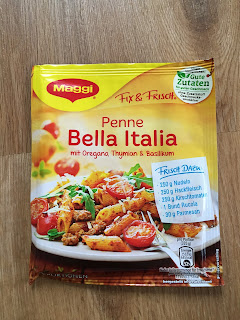 Maggi
Fix & Frisch
Gute
Zutaten
Penne
Bella Italia
mit Oregano, Thymian & Basilikum
Frisch Dazu
250 g Nudeln
250 g Hackfleisch
250 g Kirschtomaten
1 Bund Rucola
30 g Parmesan